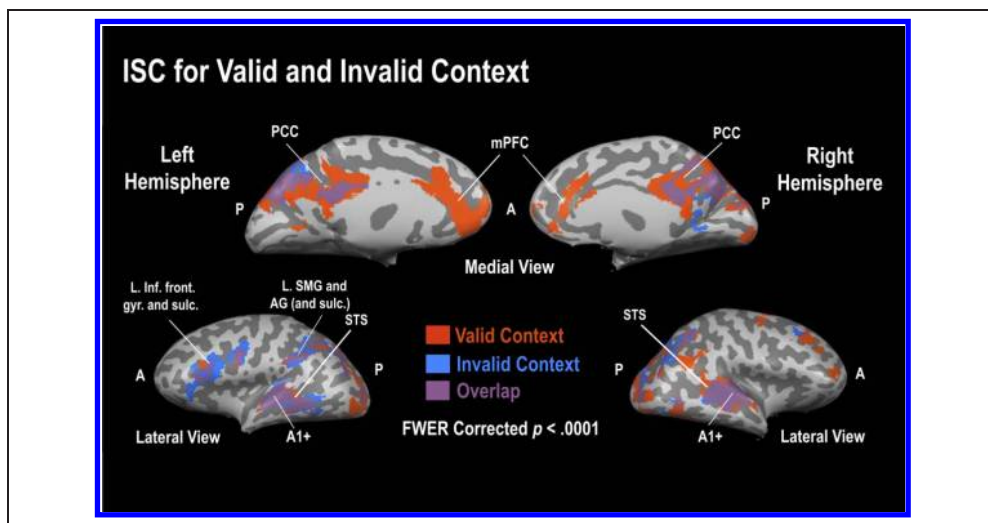 ISC for Valid and Invalid Context
PCC
mPFC
PCC
Left
Hemisphere
Right
Hemisphere
P
A
P
Medial View
L. Inf. front.
gyr. and sulc.
L. SMG and
AG (and sulc.)
STS
STS
Valid Context
Invalid Context
Overlap
A
P
P
A
Lateral View
A1+
FWER Corrected p < .0001
A1+
Lateral View